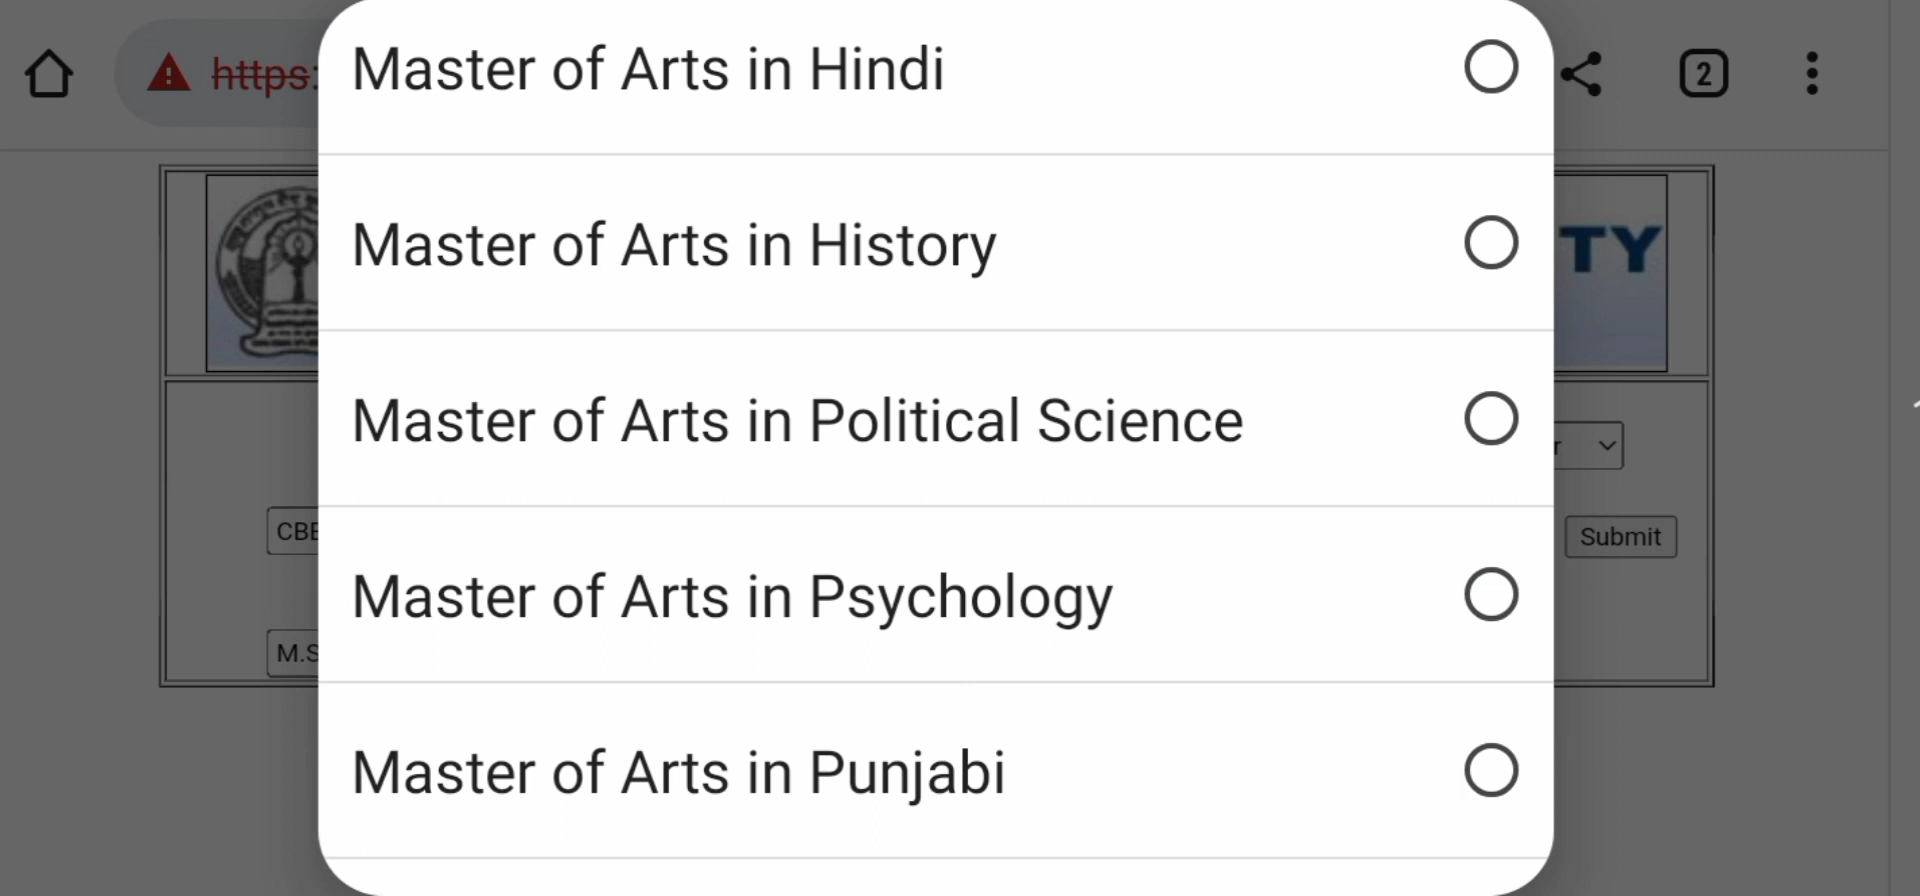 https:
2
Master of Arts in Hindi
Master of Arts in History
TY
Master of Arts in Political Science
r
CBE
Submit
Master of Arts in Psychology
M.S
Master of Arts in Punjabi